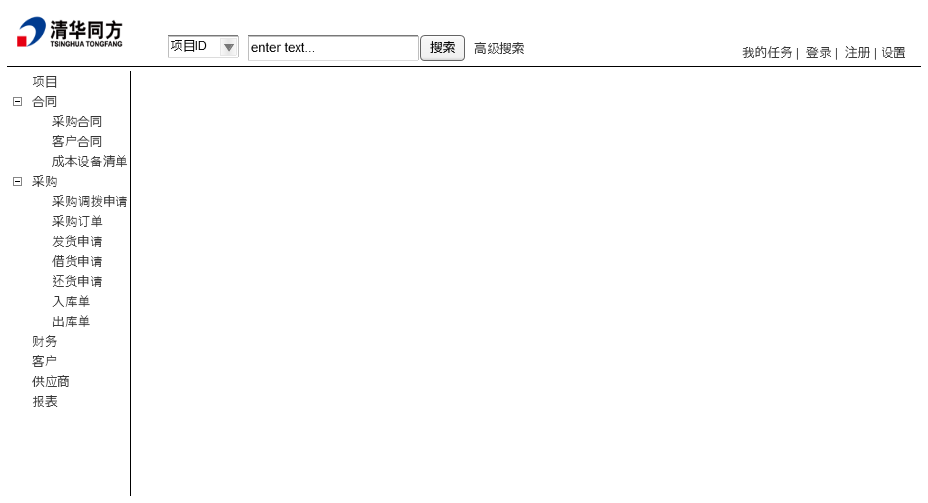 清华同方
TSINGHUA TONGFANG
项目ID enter text... 搜索 高级搜索
我的任务 | 登录 | 注册 | 设置
项目
合同
采购合同
客户合同
成本设备清单
采购
采购调拨申请
采购订单
发货申请
借货申请
还货申请
入库单
出库单
财务
客户
供应商
报表